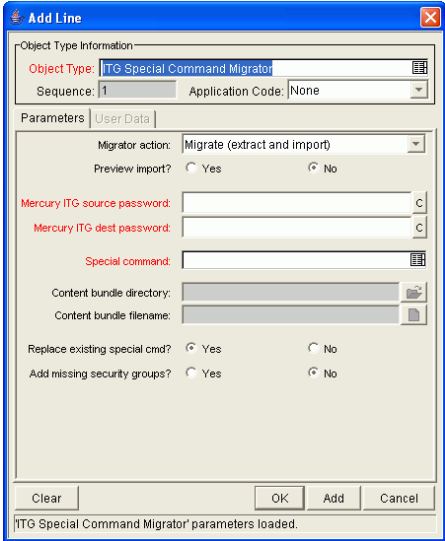 Add Line
Object Type Information
Object Type: ITG Special Command Migrator
Sequence: 1 Application Code: None
Parameters User Data
Migrator action: Migrate (extract and import)
Preview import? Yes No
Mercury ITG source password: C
Mercury ITG dest password: C
Special command:
Content bundle directory:
Content bundle filename:
Replace existing special cmd? Yes No
Add missing security groups? Yes No
Clear OK Add Cancel
'ITG Special Command Migrator' parameters loaded.